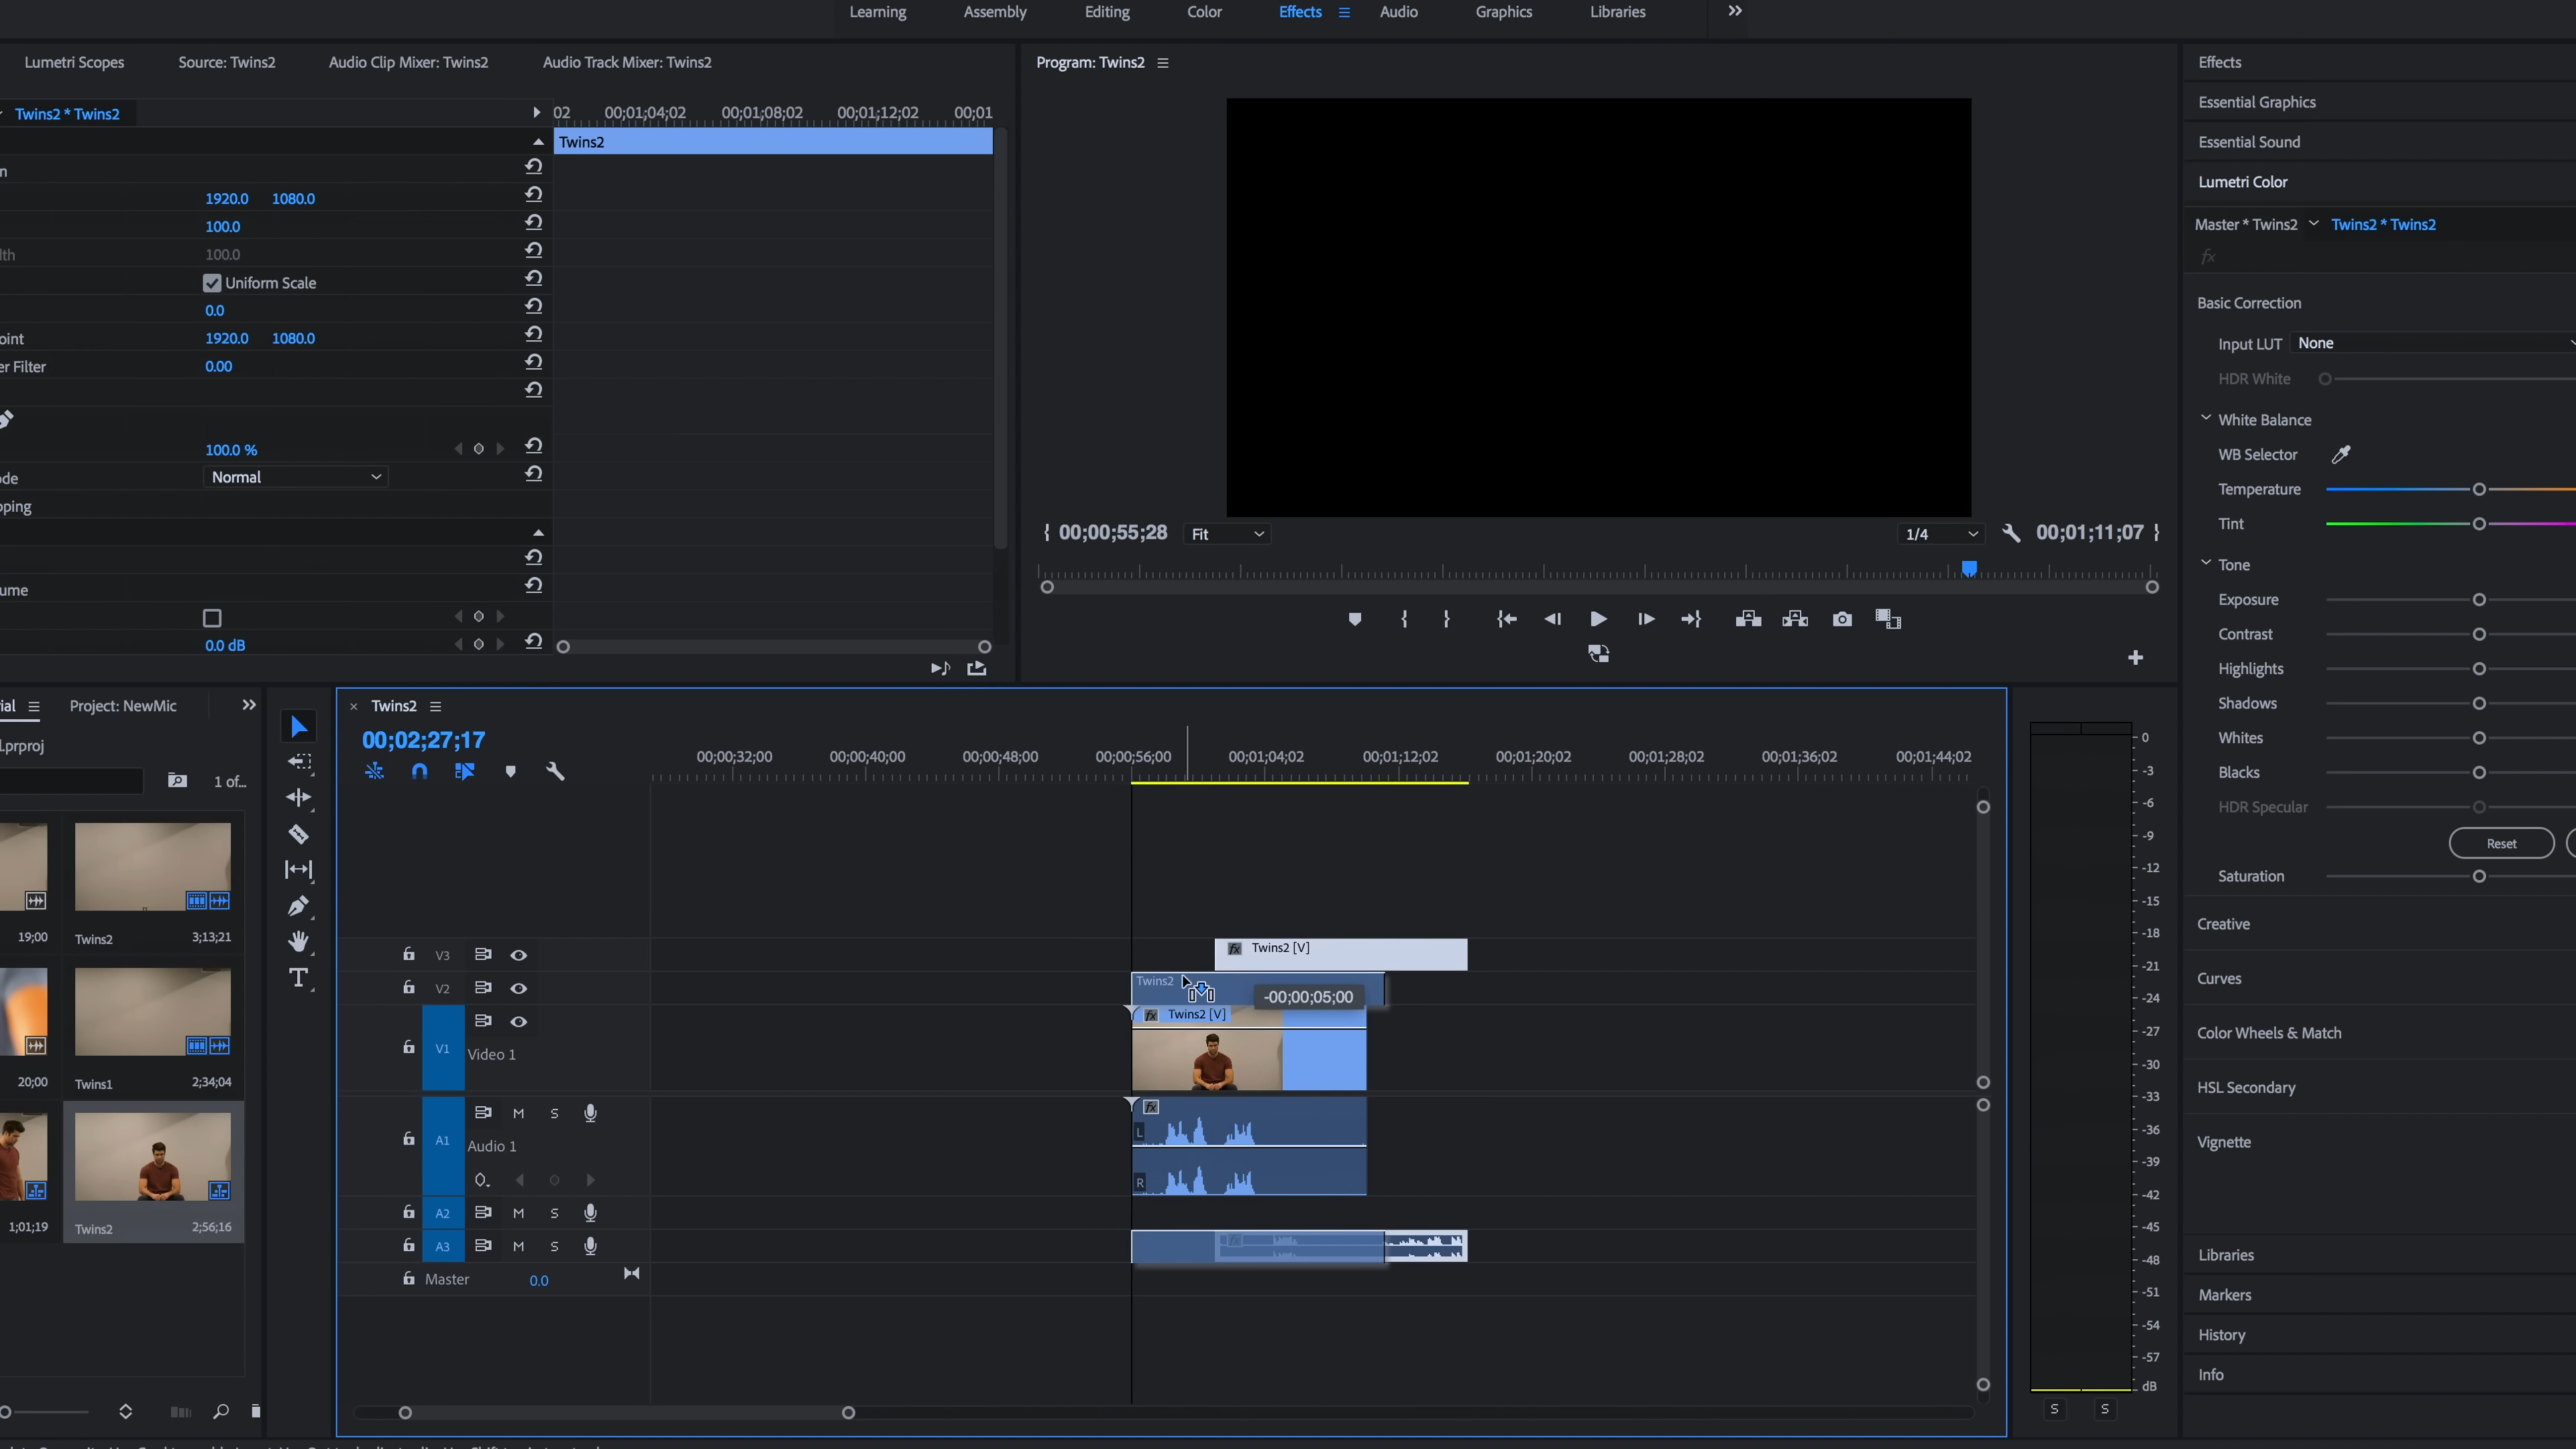 Learning Assembly Editing Color Effects Audio Graphics Libraries
Lumetri Scopes Source: Twins2 Audio Clip Mixer: Twins2 Audio Track Mixer: Twins2
Program: Twins2
Effects
Essential Graphics
Essential Sound
Lumetri Color
Twins2 * Twins2
02 00;01;04;02 00;01;08;02 00;01;12;02 00;01
Twins2
n
1920.0 1080.0
100.0
lth 100.0
Uniform Scale
0.0
oint 1920.0 1080.0
er Filter 0.00
100.0 %
ode Normal
pping
ume
0.0 dB
00;00;55;28 Fit 1/4 00;01;11;07
Master * Twins2 Twins2 * Twins2
fx
Basic Correction
Input LUT None
HDR White
White Balance
WB Selector
Temperature
Tint
Tone
Exposure
Contrast
Highlights
Shadows
Whites
Blacks
HDR Specular
Reset
Saturation
Creative
Curves
Color Wheels & Match
HSL Secondary
Vignette
Libraries
Markers
History
Info
ial Project: NewMic
.prproj
1 of...
19;00 Twins2 3;13;21
20;00 Twins1 2;34;04
1;01;19 Twins2 2;56;16
T
Twins2
00;02;27;17
00;00;32;00 00;00;40;00 00;00;48;00 00;00;56;00 00;01;04;02 00;01;12;02 00;01;20;02 00;01;28;02 00;01;36;02 00;01;44;02
V3 fx Twins2 [V]
V2 Twins2 -00;00;05;00
fx Twins2 [V]
V1 Video 1
M S fx
A1 Audio 1 L
R
A2 M S
A3 M S fx
Master 0.0
0
-3
-6
-9
-12
-15
-18
-21
-24
-27
-30
-33
-36
-39
-42
-45
-48
-51
-54
-57
dB
S S